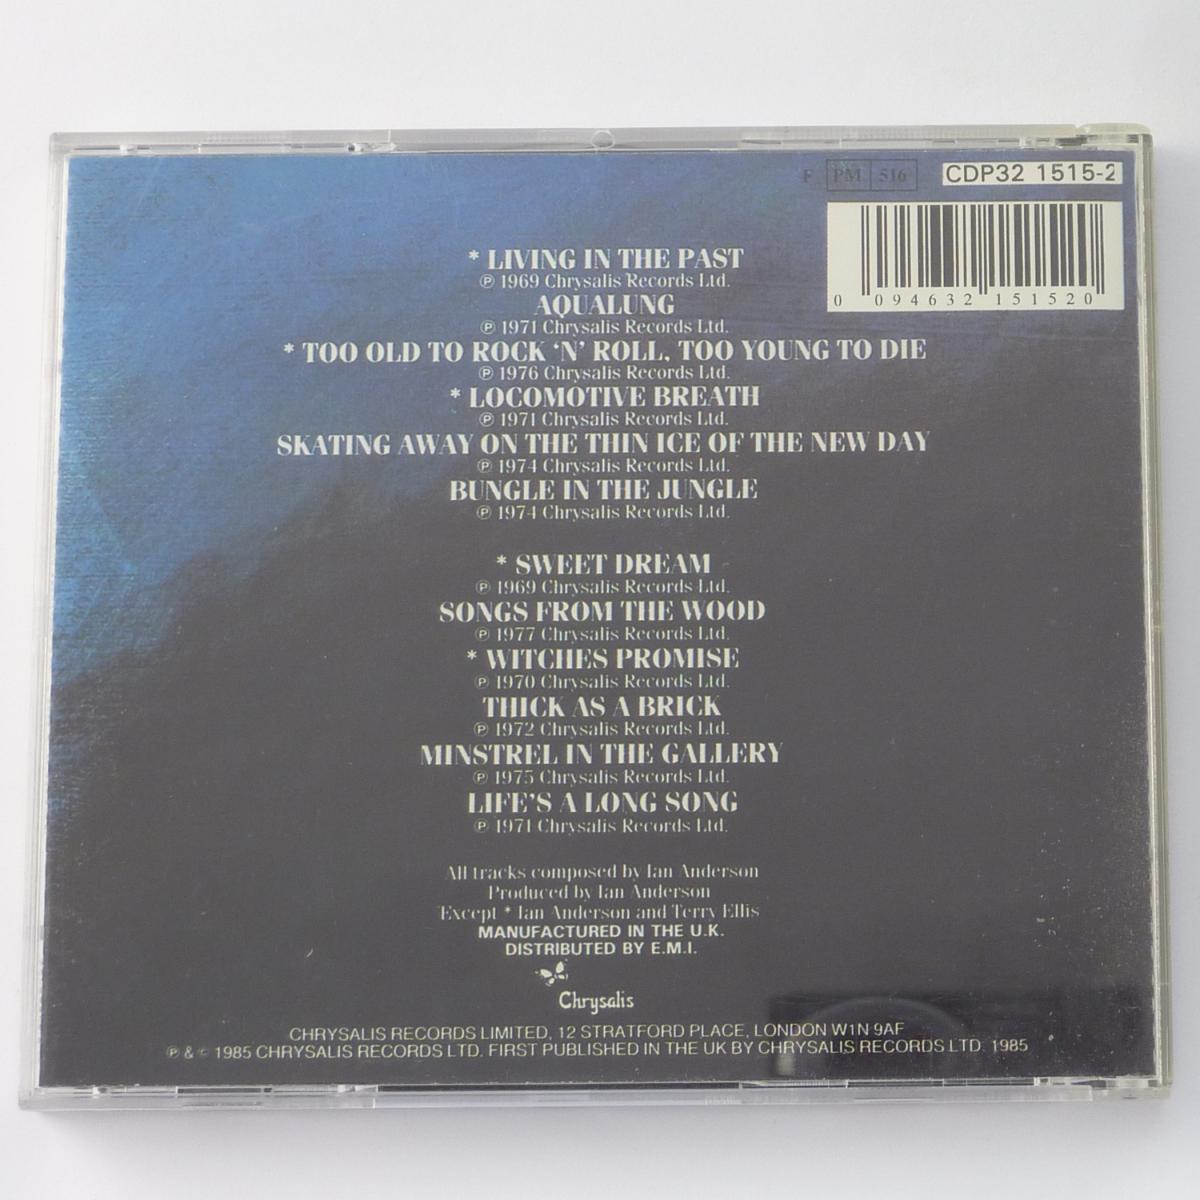 F PM 516 CDP32 1515-2
0 094632 151520
* LIVING IN THE PAST
℗ 1969 Chrysalis Records Ltd.
AQUALUNG
℗ 1971 Chrysalis Records Ltd.
* TOO OLD TO ROCK ‘N’ ROLL, TOO YOUNG TO DIE
℗ 1976 Chrysalis Records Ltd.
* LOCOMOTIVE BREATH
℗ 1971 Chrysalis Records Ltd.
SKATING AWAY ON THE THIN ICE OF THE NEW DAY
℗ 1974 Chrysalis Records Ltd.
BUNGLE IN THE JUNGLE
℗ 1974 Chrysalis Records Ltd.
* SWEET DREAM
℗ 1969 Chrysalis Records Ltd.
SONGS FROM THE WOOD
℗ 1977 Chrysalis Records Ltd.
* WITCHES PROMISE
℗ 1970 Chrysalis Records Ltd.
THICK AS A BRICK
℗ 1972 Chrysalis Records Ltd.
MINSTREL IN THE GALLERY
℗ 1975 Chrysalis Records Ltd.
LIFE'S A LONG SONG
℗ 1971 Chrysalis Records Ltd.
All tracks composed by Ian Anderson
Produced by Ian Anderson
Except * Ian Anderson and Terry Ellis
MANUFACTURED IN THE U.K.
DISTRIBUTED BY E.M.I.
Chrysalis
CHRYSALIS RECORDS LIMITED, 12 STRATFORD PLACE, LONDON W1N 9AF
℗ & © 1985 CHRYSALIS RECORDS LTD. FIRST PUBLISHED IN THE UK BY CHRYSALIS RECORDS LTD. 1985